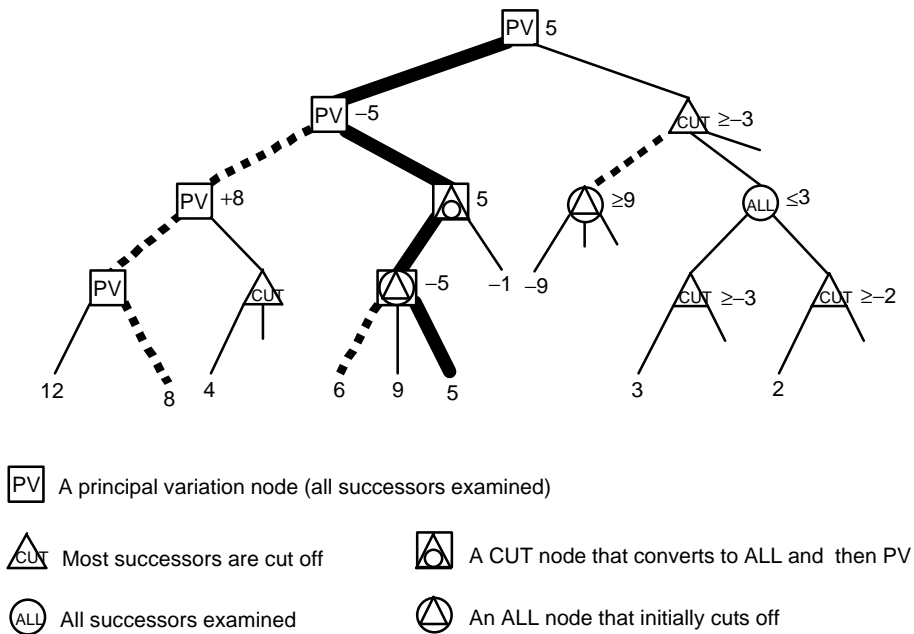 PV 5
PV –5
CUT ≥–3
PV +8
5
≥9
ALL ≤3
PV
CUT
–5
–1
–9
CUT ≥–3
CUT ≥–2
12
8
4
6
9
5
3
2
PV A principal variation node (all successors examined)
CUT Most successors are cut off
A CUT node that converts to ALL and then PV
ALL All successors examined
An ALL node that initially cuts off